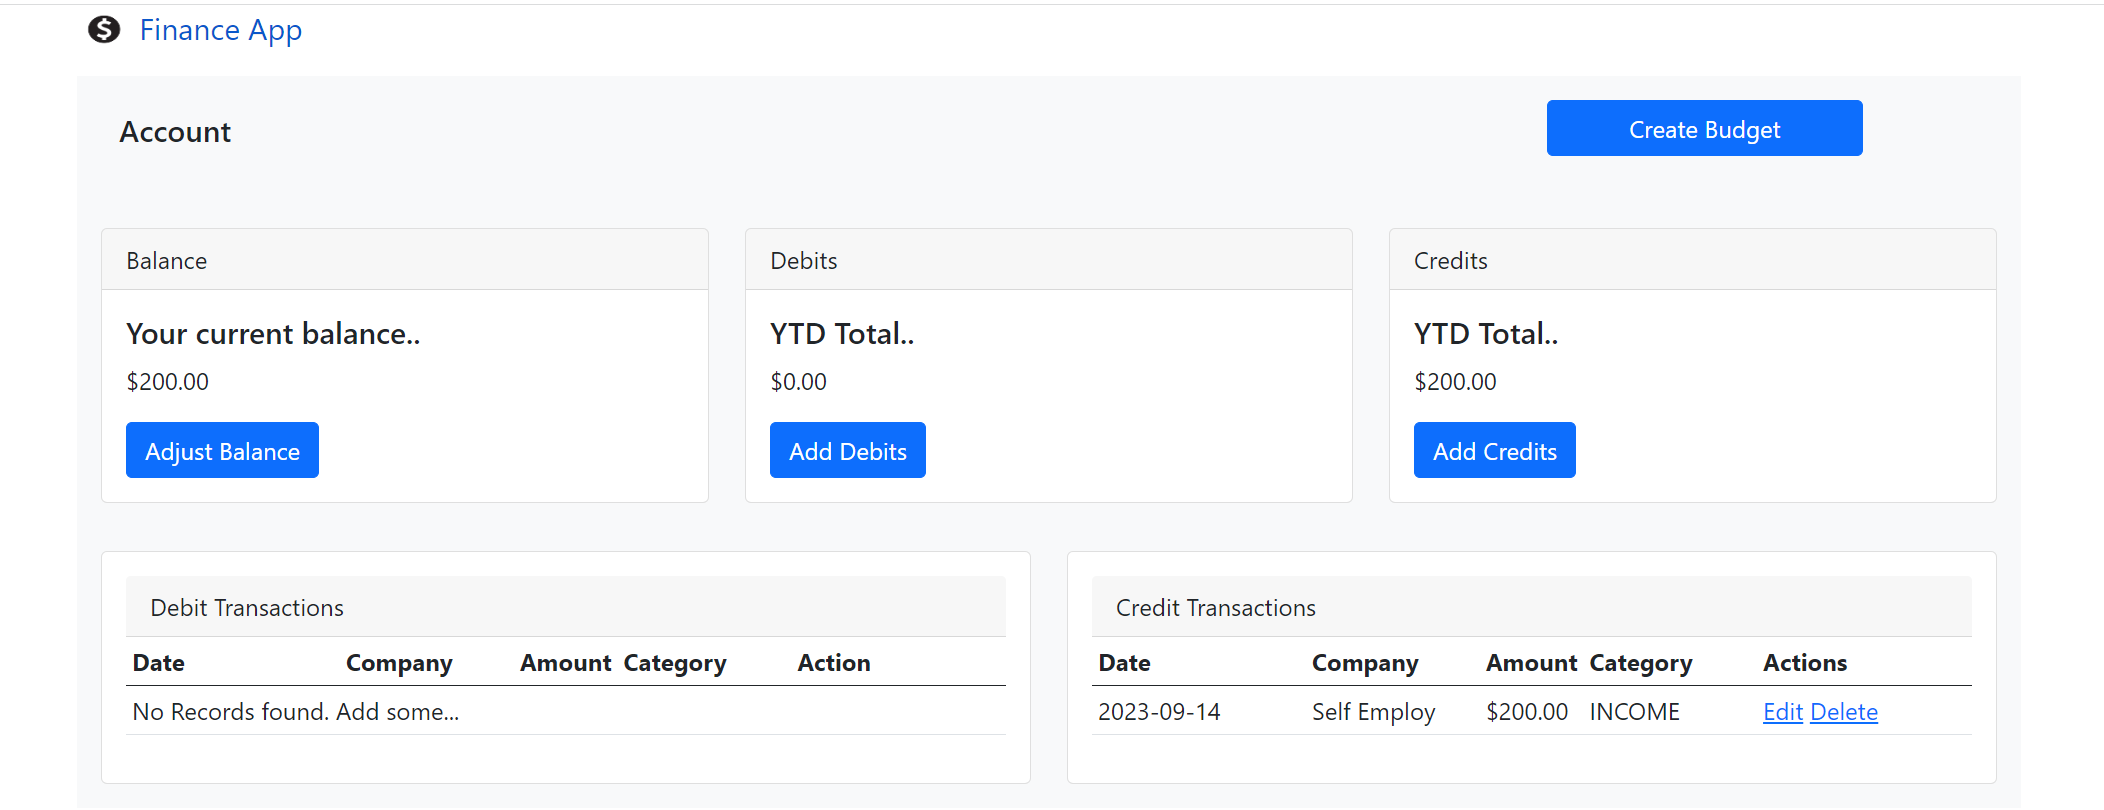 $ Finance App
Account
Create Budget
Balance
Your current balance..
$200.00
Adjust Balance
Debits
YTD Total..
$0.00
Add Debits
Credits
YTD Total..
$200.00
Add Credits
Debit Transactions
Date Company Amount Category Action
No Records found. Add some...
Credit Transactions
Date Company Amount Category Actions
2023-09-14 Self Employ $200.00 INCOME Edit Delete